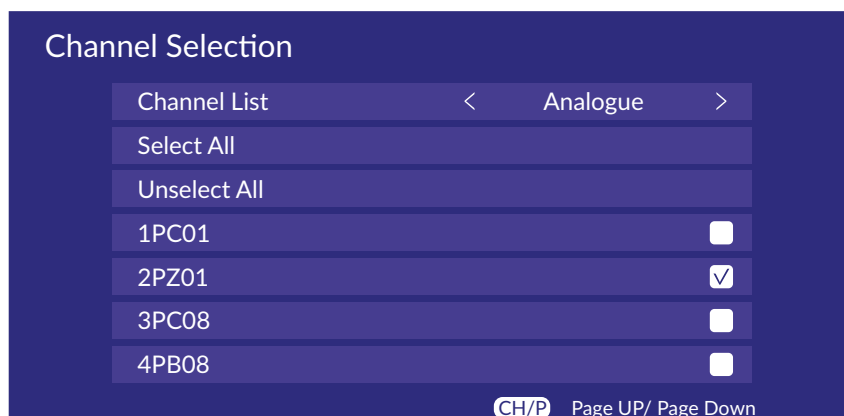 Channel Selection
Channel List < Analogue >
Select All
Unselect All
1PC01
2PZ01
3PC08
4PB08
CH/P Page UP/ Page Down